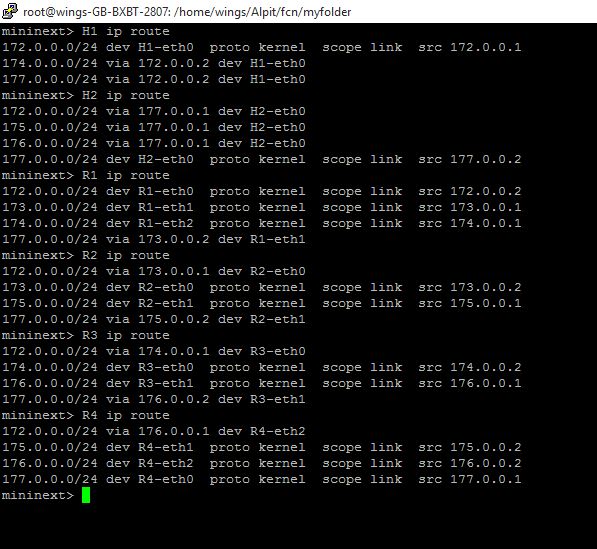 root@wings-GB-BXBT-2807: /home/wings/Alpit/fcn/myfolder
mininext> H1 ip route
172.0.0.0/24 dev H1-eth0  proto kernel  scope link  src 172.0.0.1
174.0.0.0/24 via 172.0.0.2 dev H1-eth0
177.0.0.0/24 via 172.0.0.2 dev H1-eth0
mininext> H2 ip route
172.0.0.0/24 via 177.0.0.1 dev H2-eth0
175.0.0.0/24 via 177.0.0.1 dev H2-eth0
176.0.0.0/24 via 177.0.0.1 dev H2-eth0
177.0.0.0/24 dev H2-eth0  proto kernel  scope link  src 177.0.0.2
mininext> R1 ip route
172.0.0.0/24 dev R1-eth0  proto kernel  scope link  src 172.0.0.2
173.0.0.0/24 dev R1-eth1  proto kernel  scope link  src 173.0.0.1
174.0.0.0/24 dev R1-eth2  proto kernel  scope link  src 174.0.0.1
177.0.0.0/24 via 173.0.0.2 dev R1-eth1
mininext> R2 ip route
172.0.0.0/24 via 173.0.0.1 dev R2-eth0
173.0.0.0/24 dev R2-eth0  proto kernel  scope link  src 173.0.0.2
175.0.0.0/24 dev R2-eth1  proto kernel  scope link  src 175.0.0.1
177.0.0.0/24 via 175.0.0.2 dev R2-eth1
mininext> R3 ip route
172.0.0.0/24 via 174.0.0.1 dev R3-eth0
174.0.0.0/24 dev R3-eth0  proto kernel  scope link  src 174.0.0.2
176.0.0.0/24 dev R3-eth1  proto kernel  scope link  src 176.0.0.1
177.0.0.0/24 via 176.0.0.2 dev R3-eth1
mininext> R4 ip route
172.0.0.0/24 via 176.0.0.1 dev R4-eth2
175.0.0.0/24 dev R4-eth1  proto kernel  scope link  src 175.0.0.2
176.0.0.0/24 dev R4-eth2  proto kernel  scope link  src 176.0.0.2
177.0.0.0/24 dev R4-eth0  proto kernel  scope link  src 177.0.0.1
mininext>